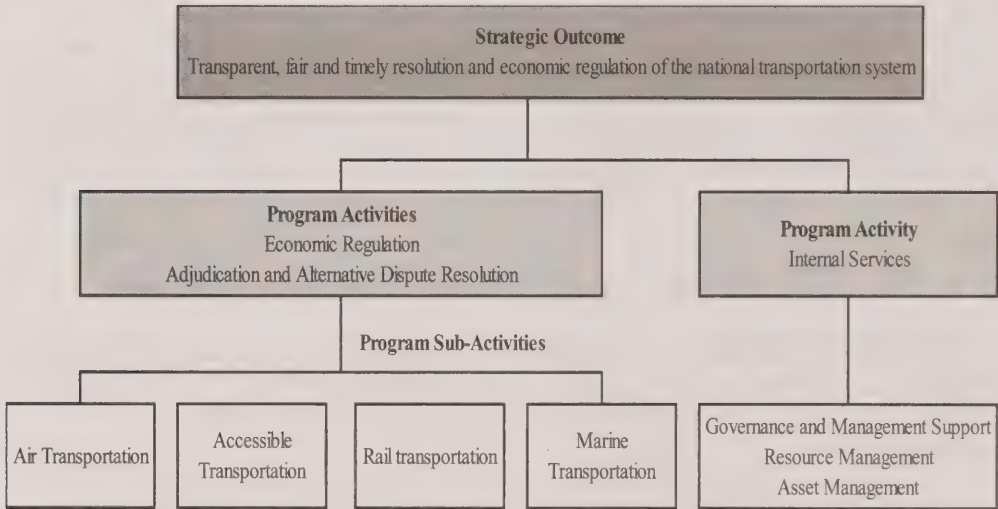 Strategic Outcome
Transparent, fair and timely resolution and economic regulation of the national transportation system
Program Activities
Economic Regulation
Adjudication and Alternative Dispute Resolution
Program Activity
Internal Services
Program Sub-Activities
Air Transportation
Accessible
Transportation
Rail transportation
Marine
Transportation
Governance and Management Support
Resource Management
Asset Management